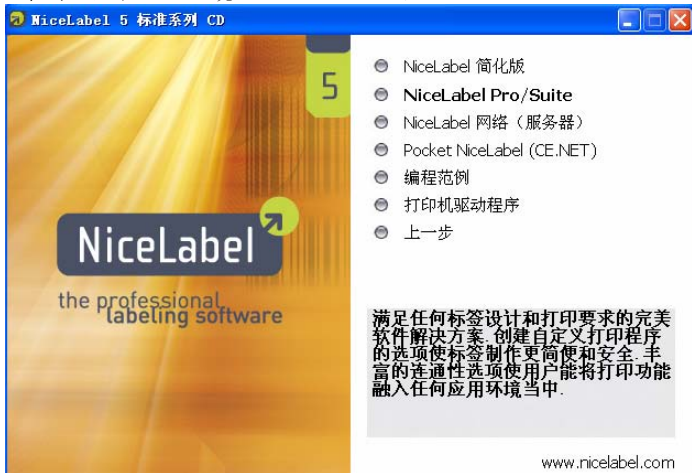 NiceLabel 5 标准系列 CD
5
NiceLabel 简化版
NiceLabel Pro/Suite
NiceLabel 网络（服务器）
Pocket NiceLabel (CE.NET)
编程范例
打印机驱动程序
上一步
NiceLabel
the professional
labeling software
满足任何标签设计和打印要求的完美
软件解决方案.创建自定义打印程序
的选项使标签制作更简便和安全.丰
富的连通性选项使用户能将打印功能
融入任何应用环境当中.
www.nicelabel.com